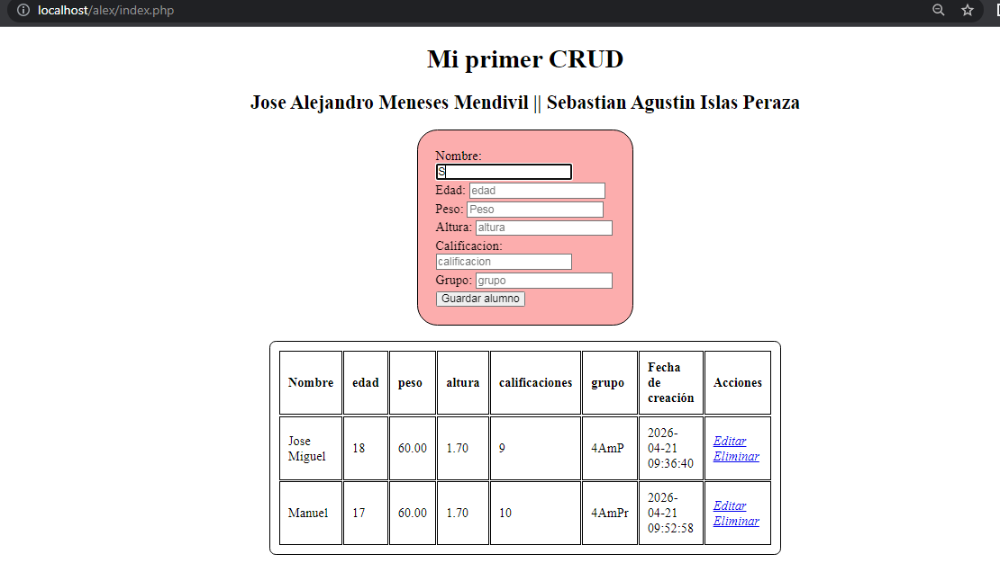 localhost/alex/index.php
Mi primer CRUD
Jose Alejandro Meneses Mendivil || Sebastian Agustin Islas Peraza
Nombre:
S
Edad: edad
Peso: Peso
Altura: altura
Calificacion:
calificacion
Grupo: grupo
Guardar alumno
Nombre edad peso altura calificaciones grupo Fecha de creación Acciones
Jose Miguel 18 60.00 1.70 9 4AmP 2026-04-21 09:36:40 Editar Eliminar
Manuel 17 60.00 1.70 10 4AmPr 2026-04-21 09:52:58 Editar Eliminar